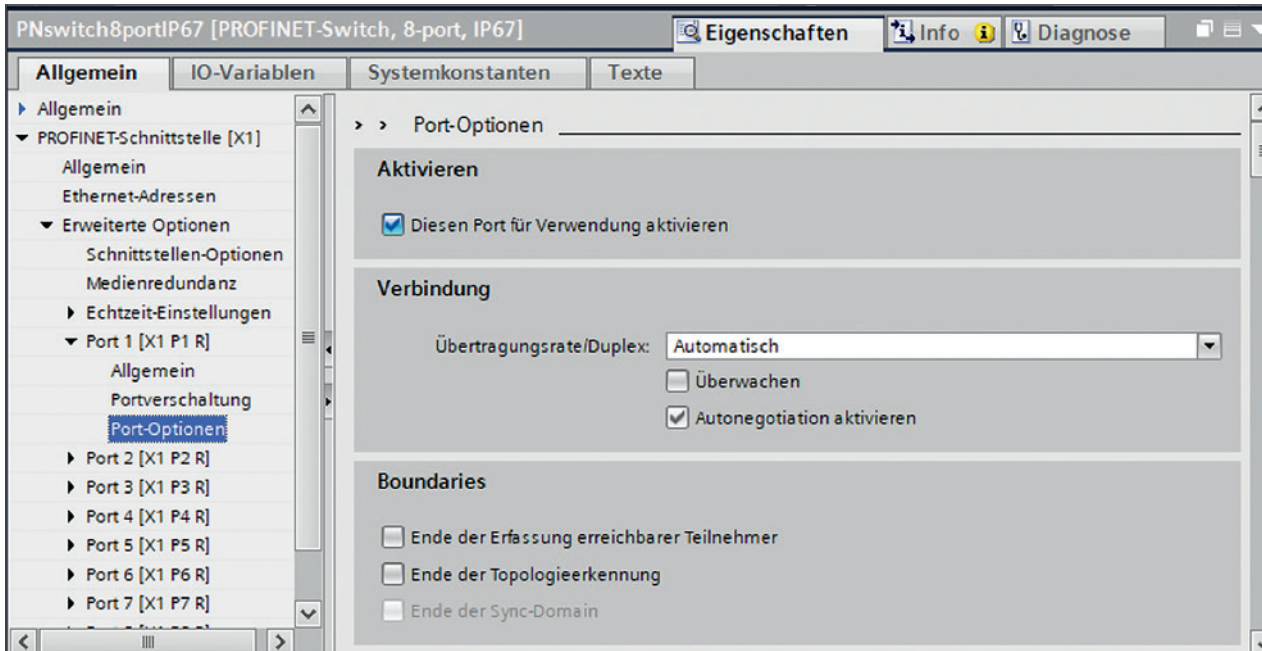 PNswitch8portIP67 [PROFINET-Switch, 8-port, IP67]
Eigenschaften
Info
Diagnose
Allgemein
IO-Variablen
Systemkonstanten
Texte
Allgemein
PROFINET-Schnittstelle [X1]
Allgemein
Ethernet-Adressen
Erweiterte Optionen
Schnittstellen-Optionen
Medienredundanz
Echtzeit-Einstellungen
Port 1 [X1 P1 R]
Allgemein
Portverschaltung
Port-Optionen
Port 2 [X1 P2 R]
Port 3 [X1 P3 R]
Port 4 [X1 P4 R]
Port 5 [X1 P5 R]
Port 6 [X1 P6 R]
Port 7 [X1 P7 R]
> > Port-Optionen
Aktivieren
Diesen Port für Verwendung aktivieren
Verbindung
Übertragungsrate/Duplex: Automatisch
Überwachen
Autonegotiation aktivieren
Boundaries
Ende der Erfassung erreichbarer Teilnehmer
Ende der Topologieerkennung
Ende der Sync-Domain